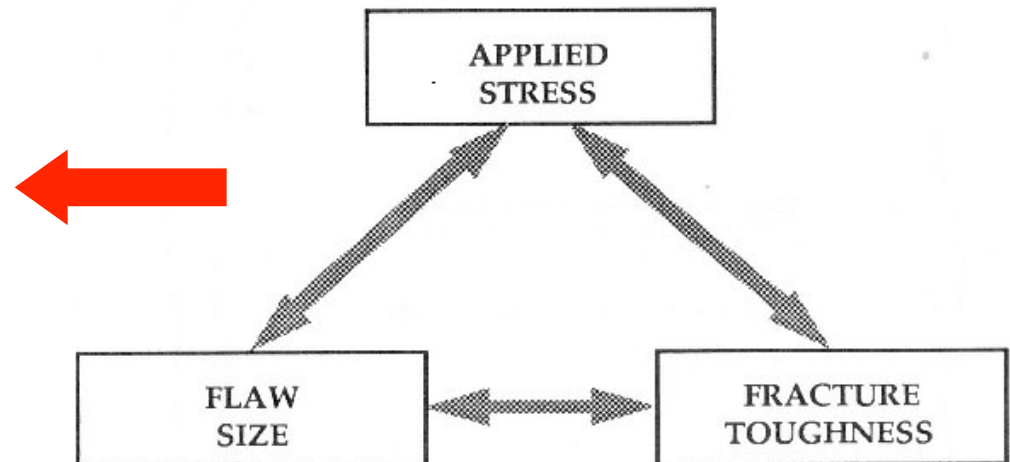 APPLIED
STRESS
FLAW
SIZE
FRACTURE
TOUGHNESS